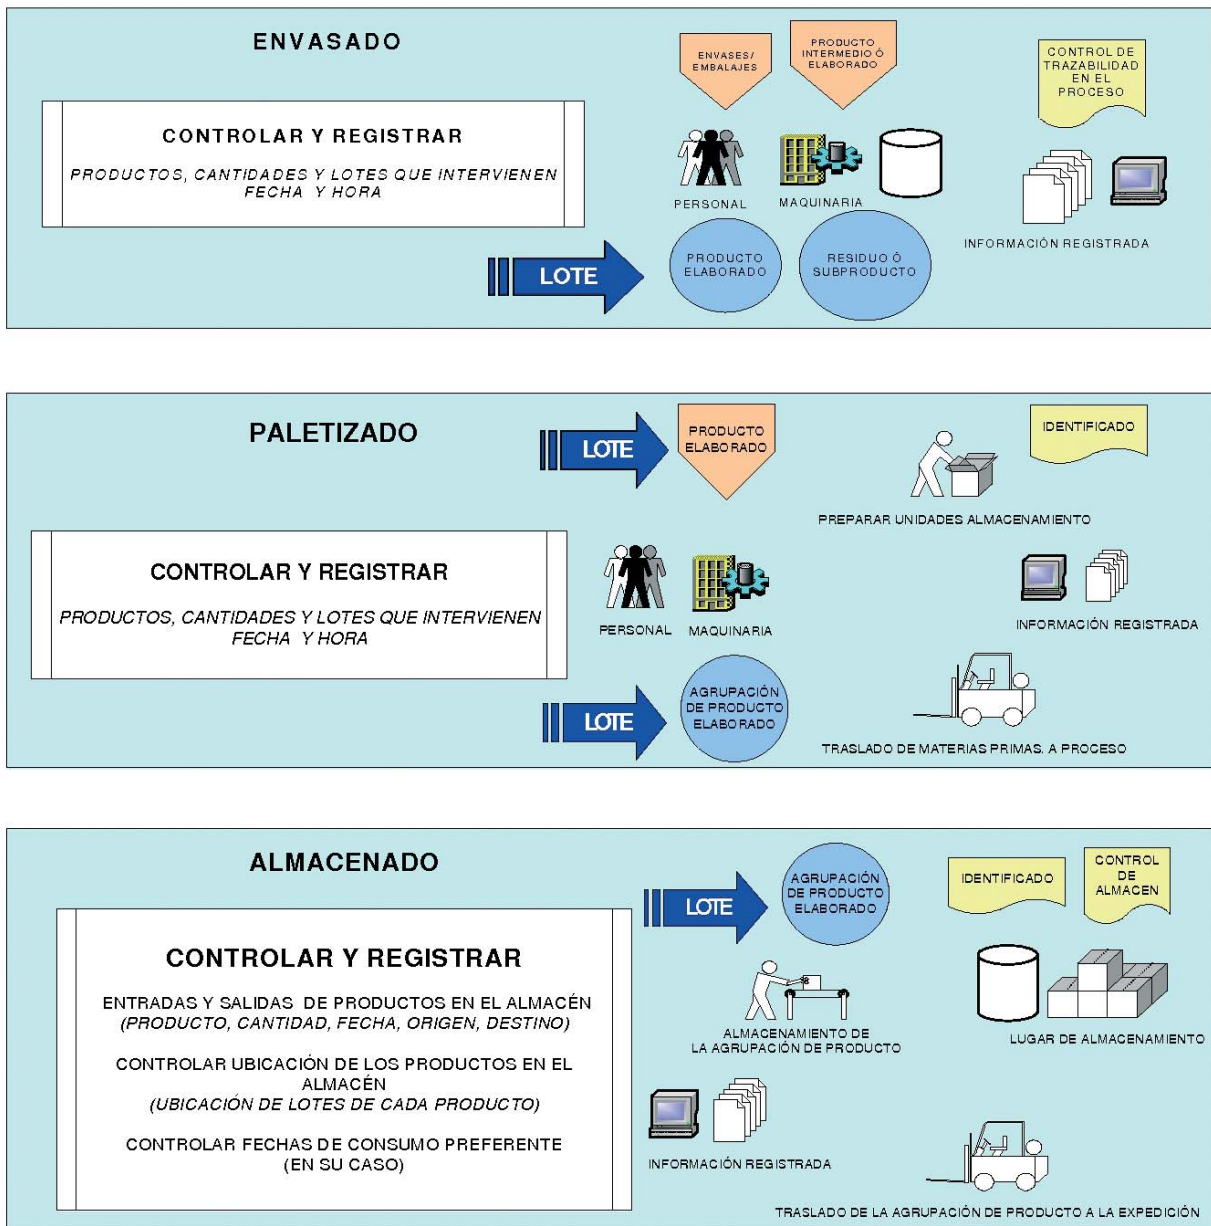 ENVASADO
CONTROLAR Y REGISTRAR
PRODUCTOS, CANTIDADES Y LOTES QUE INTERVIENEN
FECHA Y HORA
ENVASES/
EMBALAJES
PRODUCTO
INTERMEDIO Ó
ELABORADO
CONTROL DE
TRAZABILIDAD
EN EL
PROCESO
PERSONAL
MAQUINARIA
INFORMACIÓN REGISTRADA
LOTE
PRODUCTO
ELABORADO
RESIDUO Ó
SUBPRODUCTO
PALETIZADO
LOTE
PRODUCTO
ELABORADO
IDENTIFICADO
PREPARAR UNIDADES ALMACENAMIENTO
CONTROLAR Y REGISTRAR
PRODUCTOS, CANTIDADES Y LOTES QUE INTERVIENEN
FECHA Y HORA
PERSONAL
MAQUINARIA
INFORMACIÓN REGISTRADA
LOTE
AGRUPACIÓN
DE PRODUCTO
ELABORADO
TRASLADO DE MATERIAS PRIMAS. A PROCESO
ALMACENADO
LOTE
AGRUPACIÓN
DE PRODUCTO
ELABORADO
IDENTIFICADO
CONTROL
DE
ALMACEN
CONTROLAR Y REGISTRAR
ENTRADAS Y SALIDAS DE PRODUCTOS EN EL ALMACÉN
(PRODUCTO, CANTIDAD, FECHA, ORIGEN, DESTINO)
CONTROLAR UBICACIÓN DE LOS PRODUCTOS EN EL
ALMACÉN
(UBICACIÓN DE LOTES DE CADA PRODUCTO)
CONTROLAR FECHAS DE CONSUMO PREFERENTE
(EN SU CASO)
ALMACENAMIENTO DE
LA AGRUPACIÓN DE PRODUCTO
LUGAR DE ALMACENAMIENTO
INFORMACIÓN REGISTRADA
TRASLADO DE LA AGRUPACIÓN DE PRODUCTO A LA EXPEDICIÓN